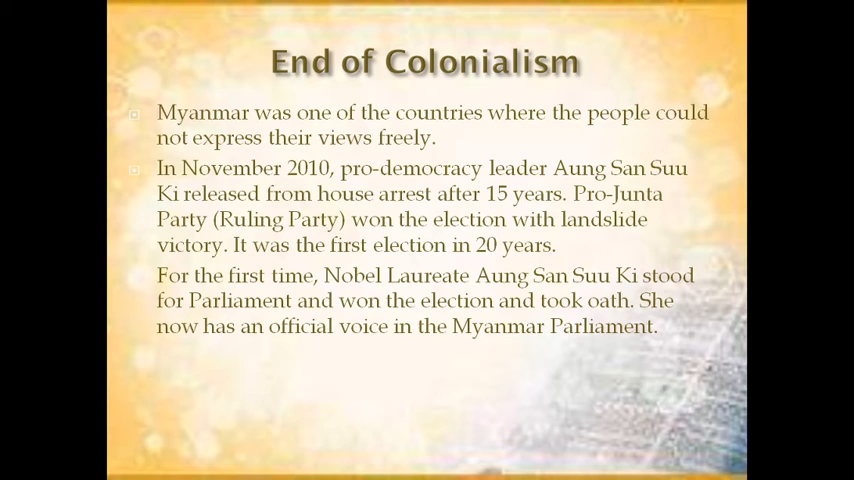 End of Colonialism
Myanmar was one of the countries where the people could
not express their views freely.
In November 2010, pro-democracy leader Aung San Suu
Ki released from house arrest after 15 years. Pro-Junta
Party (Ruling Party) won the election with landslide
victory. It was the first election in 20 years.
For the first time, Nobel Laureate Aung San Suu Ki stood
for Parliament and won the election and took oath. She
now has an official voice in the Myanmar Parliament.